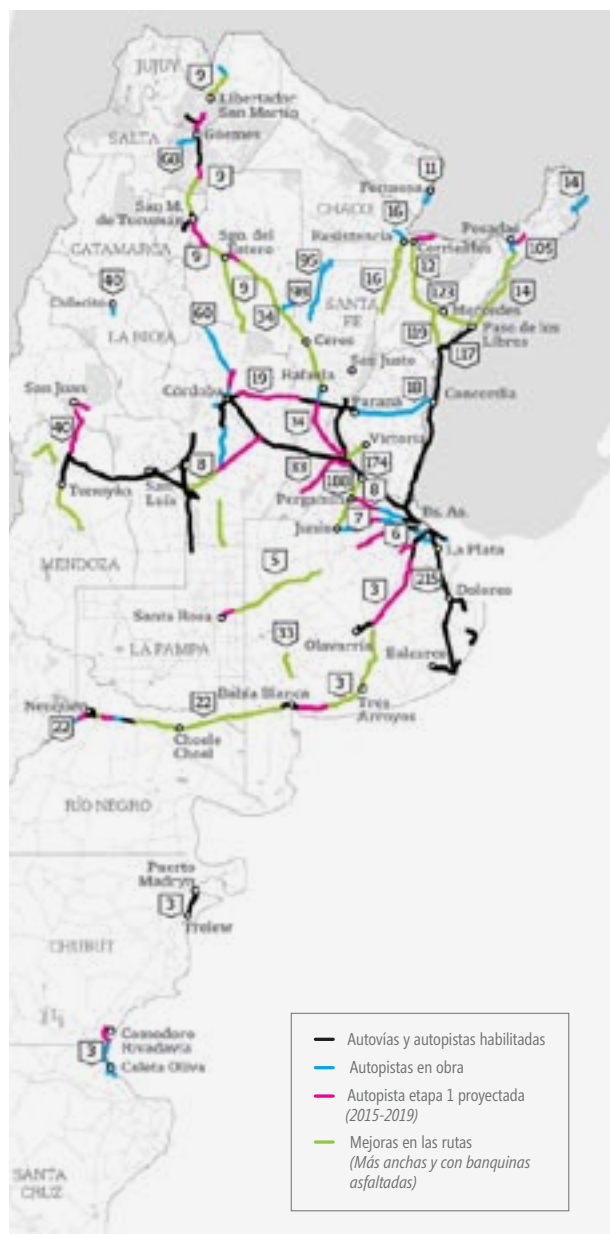 JUJUY
9
Libertador
San Martín
SALTA
Güemes
60
9
11
Formosa
14
San M.
de Tucumán
CHACO
16
Sgo. del
Estero
Resistencia
Corrientes
Posadas
105
CATAMARCA
9
95
12
40
9
16
123
14
Chilecito
34
SANTA
FE
Mercedes
60
119
Paso de los
Libres
LA RIOJA
Ceres
San Justo
117
19
Rafaela
18
San Juan
Córdoba
Paraná
Concordia
40
34
Victoria
8
33
174
188
8
Tunuyán
San
Luis
Pergamino
7
Bs. As.
Junín
6
MENDOZA
La Plata
5
3
215
Dolores
Santa Rosa
33
Olavarría
LA PAMPA
Balcarce
22
Bahía Blanca
3
Neuquén
Tres
Arroyos
22
Choele
Choel
RÍO NEGRO
Puerto
Madryn
3
Trelew
CHUBUT
Comodoro
Rivadavia
3
Caleta Olivia
SANTA
CRUZ
Autovías y autopistas habilitadas
Autopistas en obra
Autopista etapa 1 proyectada
(2015-2019)
Mejoras en las rutas
(Más anchas y con banquinas
asfaltadas)